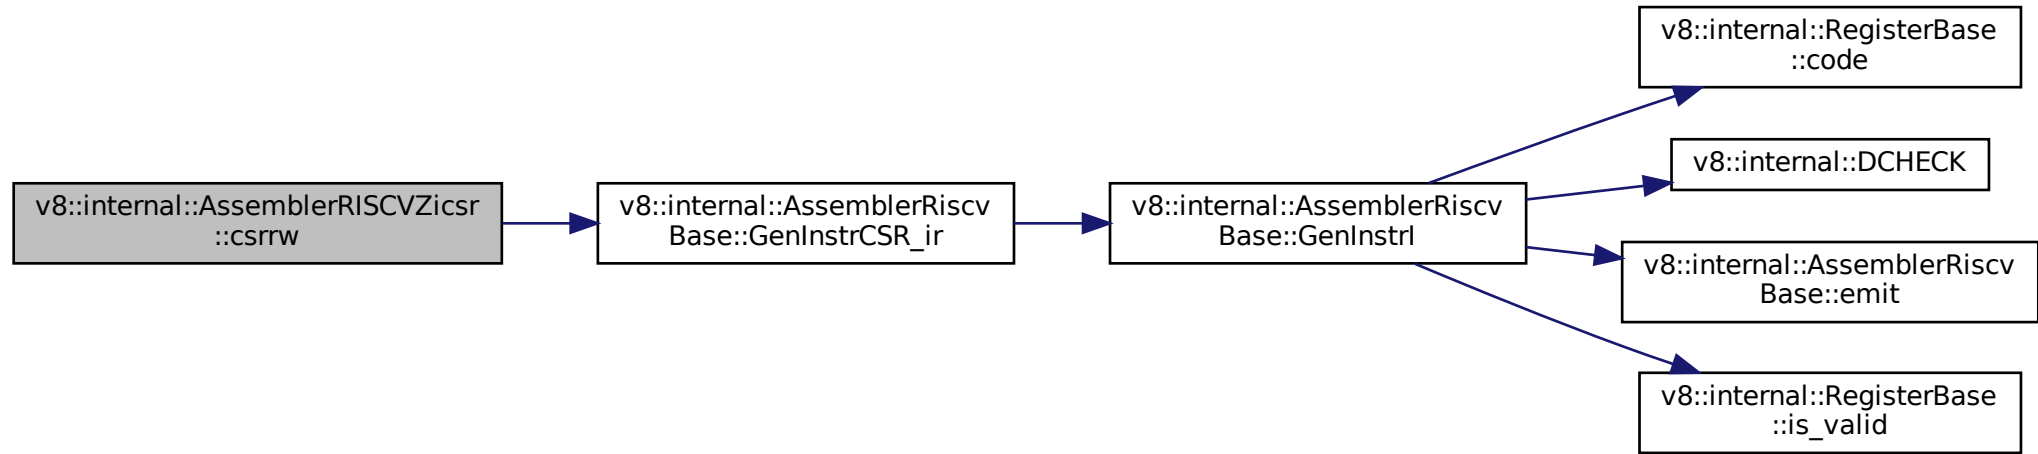 v8::internal::AssemblerRISCVZicsr
::csrrw
v8::internal::AssemblerRiscv
Base::GenInstrCSR_ir
v8::internal::AssemblerRiscv
Base::GenInstrI
v8::internal::RegisterBase
::code
v8::internal::DCHECK
v8::internal::AssemblerRiscv
Base::emit
v8::internal::RegisterBase
::is_valid